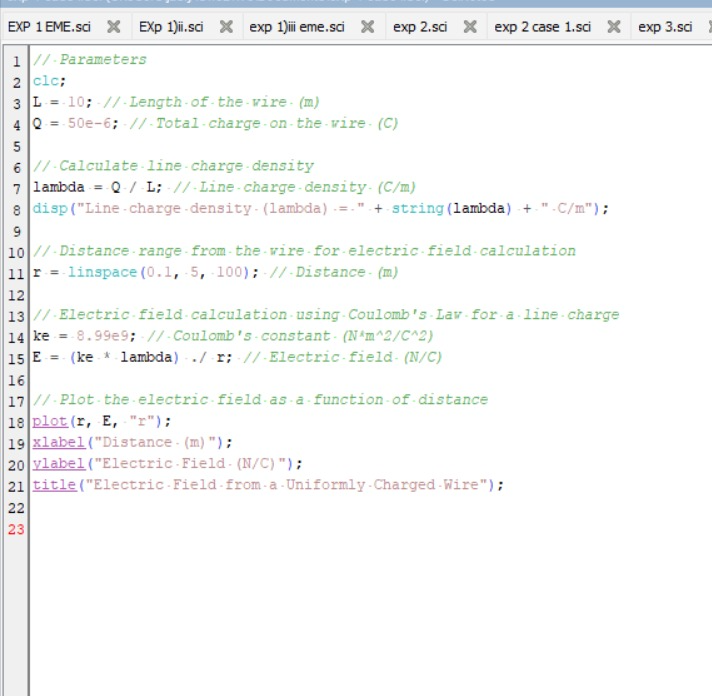 EXP 1 EME.sci EXp 1)ii.sci exp 1)iii eme.sci exp 2.sci exp 2 case 1.sci exp 3.sci
1 // Parameters
2 clc;
3 L = 10; // Length of the wire (m)
4 Q = 50e-6; // Total charge on the wire (C)
5
6 // Calculate line charge density
7 lambda = Q / L; // Line charge density (C/m)
8 disp("Line charge density (lambda) = " + string(lambda) + " C/m");
9
10 // Distance range from the wire for electric field calculation
11 r = linspace(0.1, 5, 100); // Distance (m)
12
13 // Electric field calculation using Coulomb's Law for a line charge
14 ke = 8.99e9; // Coulomb's constant (N*m^2/C^2)
15 E = (ke * lambda) ./ r; // Electric field (N/C)
16
17 // Plot the electric field as a function of distance
18 plot(r, E, "r");
19 xlabel("Distance (m)");
20 ylabel("Electric Field (N/C)");
21 title("Electric Field from a Uniformly Charged Wire");
22
23